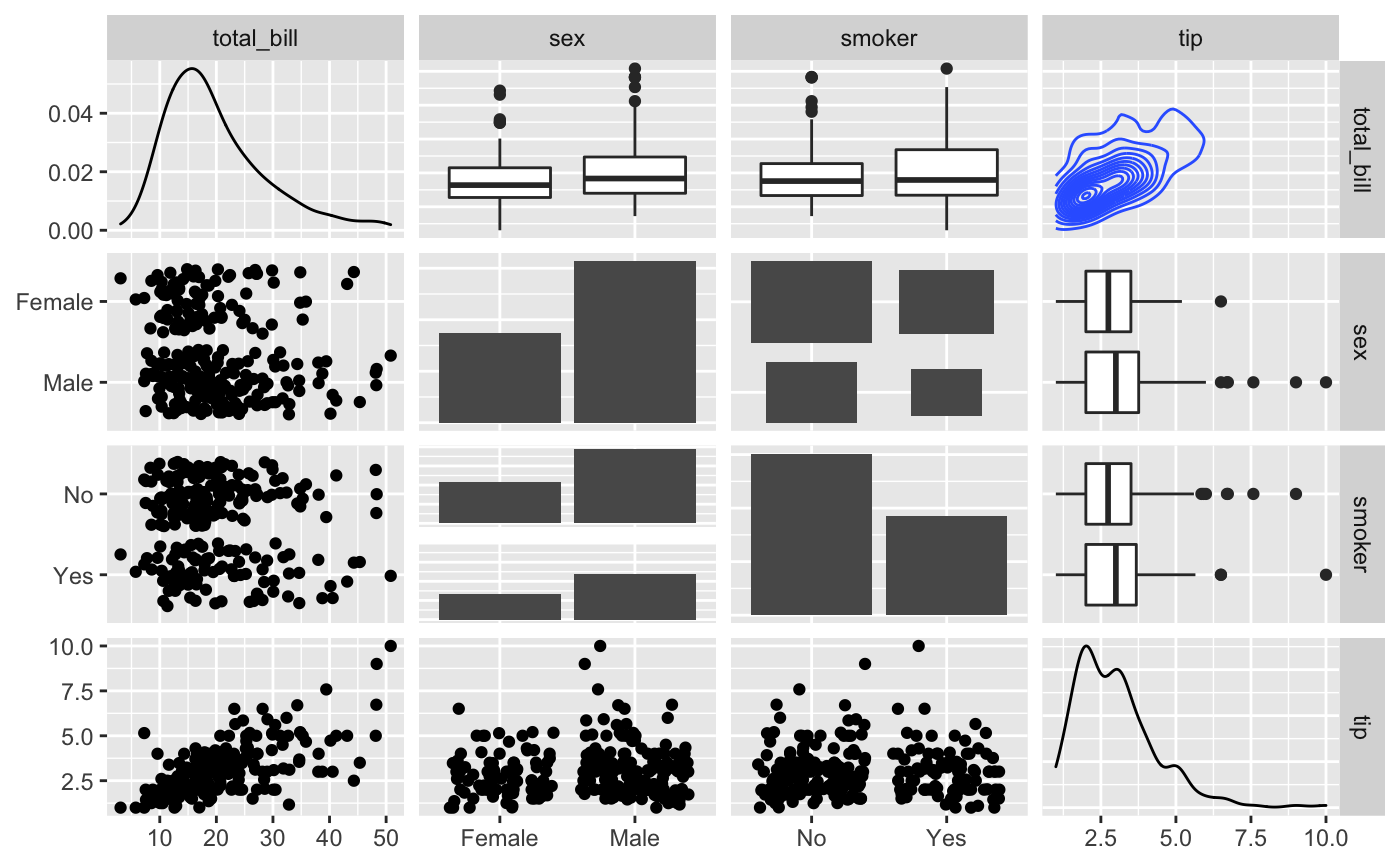 total_bill sex smoker tip
0.04
0.02
0.00
total_bill
Female
Male
sex
No
Yes
smoker
10.0
7.5
5.0
2.5
tip
10 20 30 40 50 Female Male No Yes 2.5 5.0 7.5 10.0